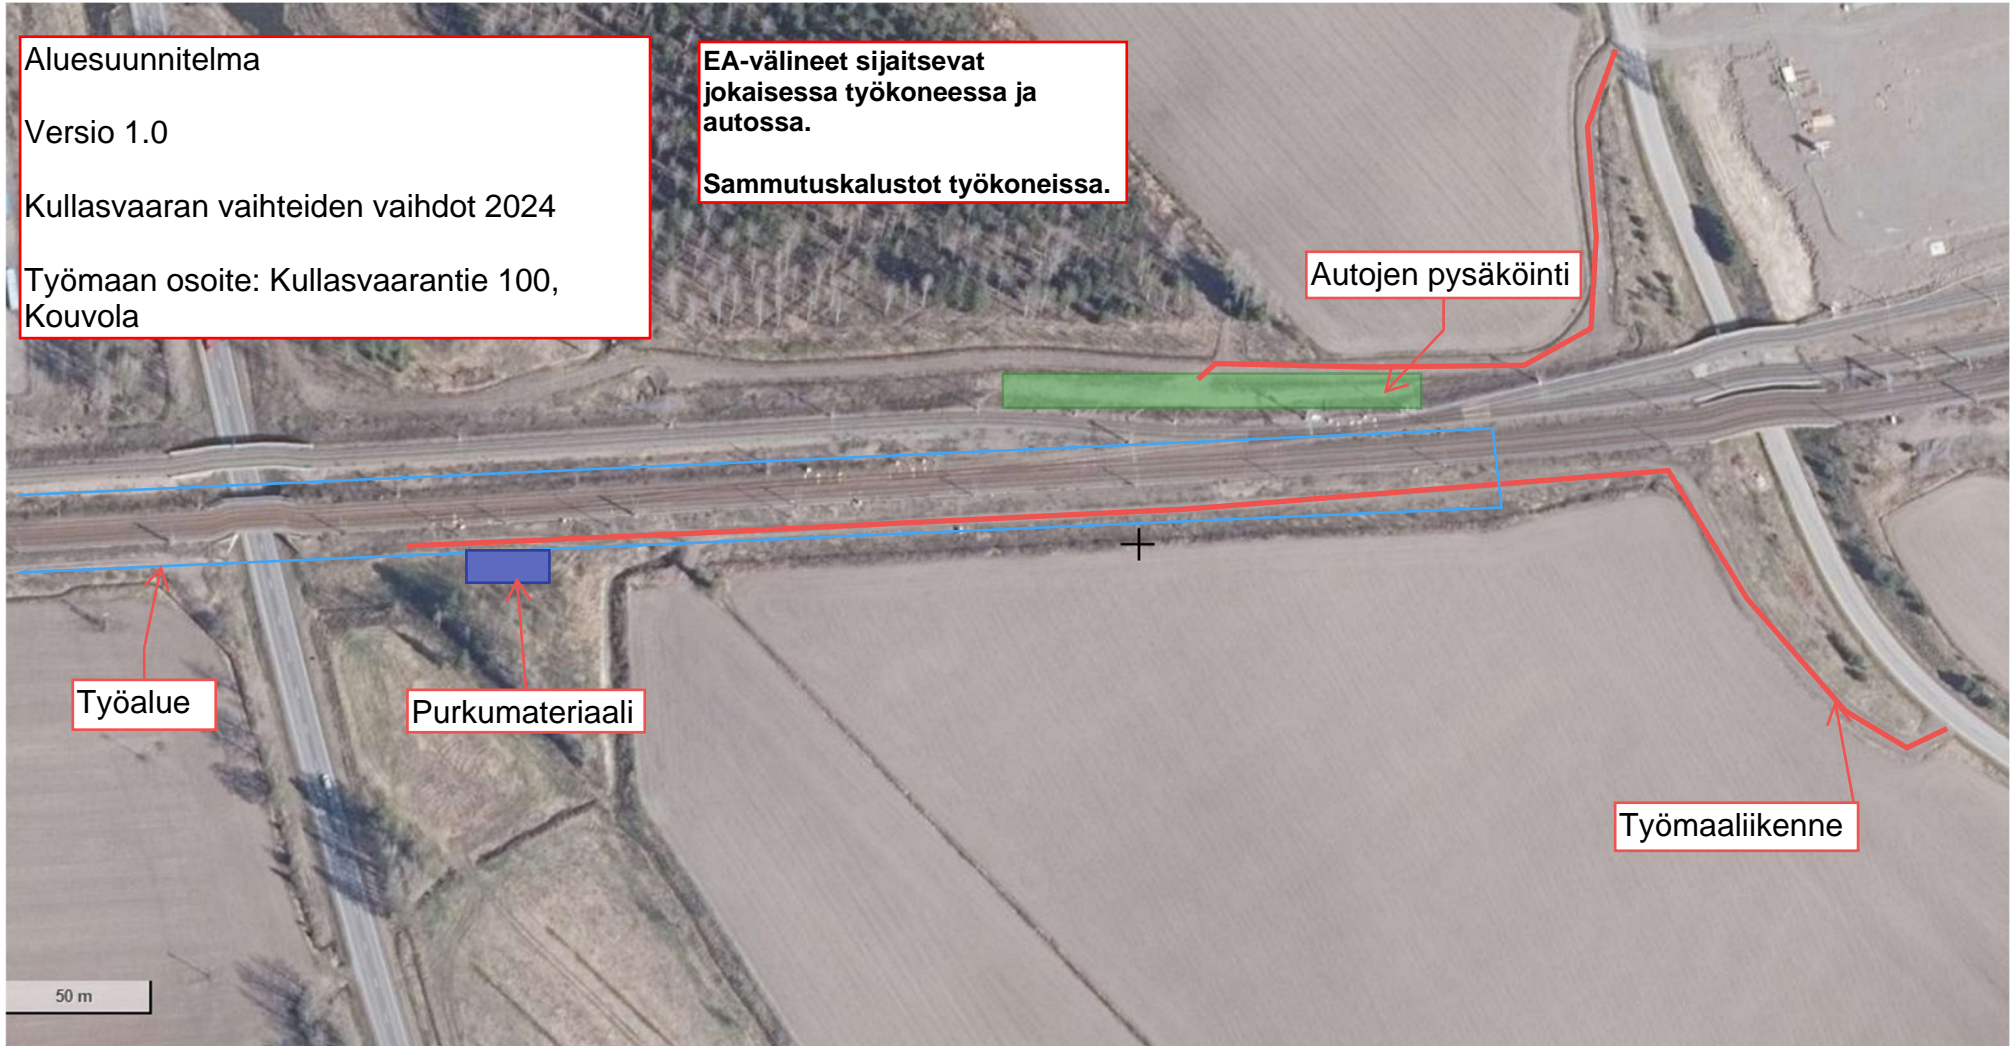 Aluesuunnitelma
Versio 1.0
Kullasvaaran vaihteiden vaihdot 2024
Työmaan osoite: Kullasvaarantie 100,
Kouvola
EA-välineet sijaitsevat
jokaisessa työkoneessa ja
autossa.
Sammutuskalustot työkoneissa.
Autojen pysäköinti
Työalue
Purkumateriaali
Työmaaliikenne
50 m